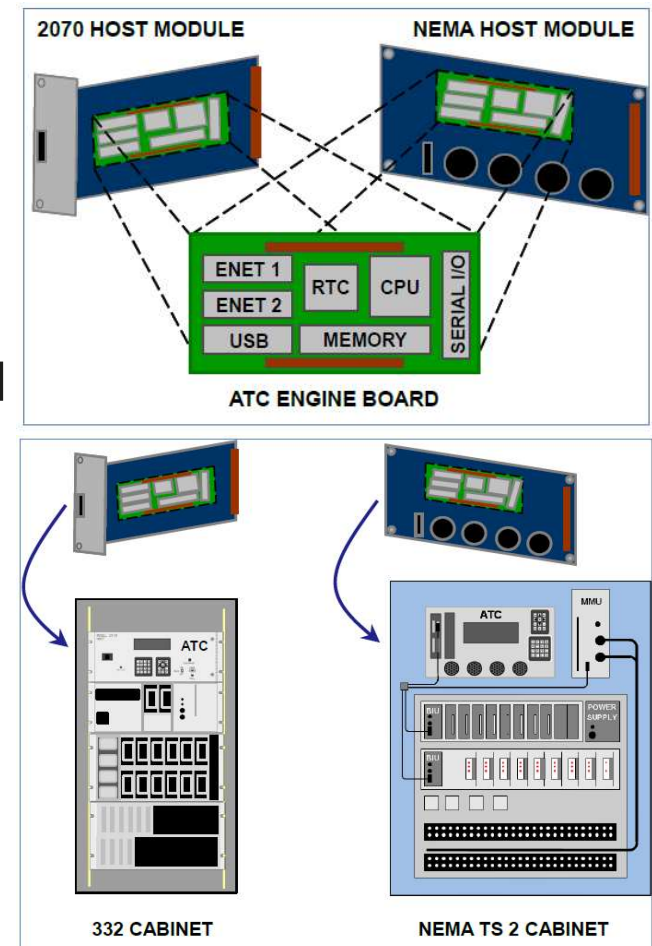 2070 HOST MODULE
NEMA HOST MODULE
ENET 1
ENET 2
USB
RTC
CPU
MEMORY
SERIAL I/O
ATC ENGINE BOARD
ATC
ATC
MMU
BIU
POWER
SUPPLY
BIU
332 CABINET
NEMA TS 2 CABINET